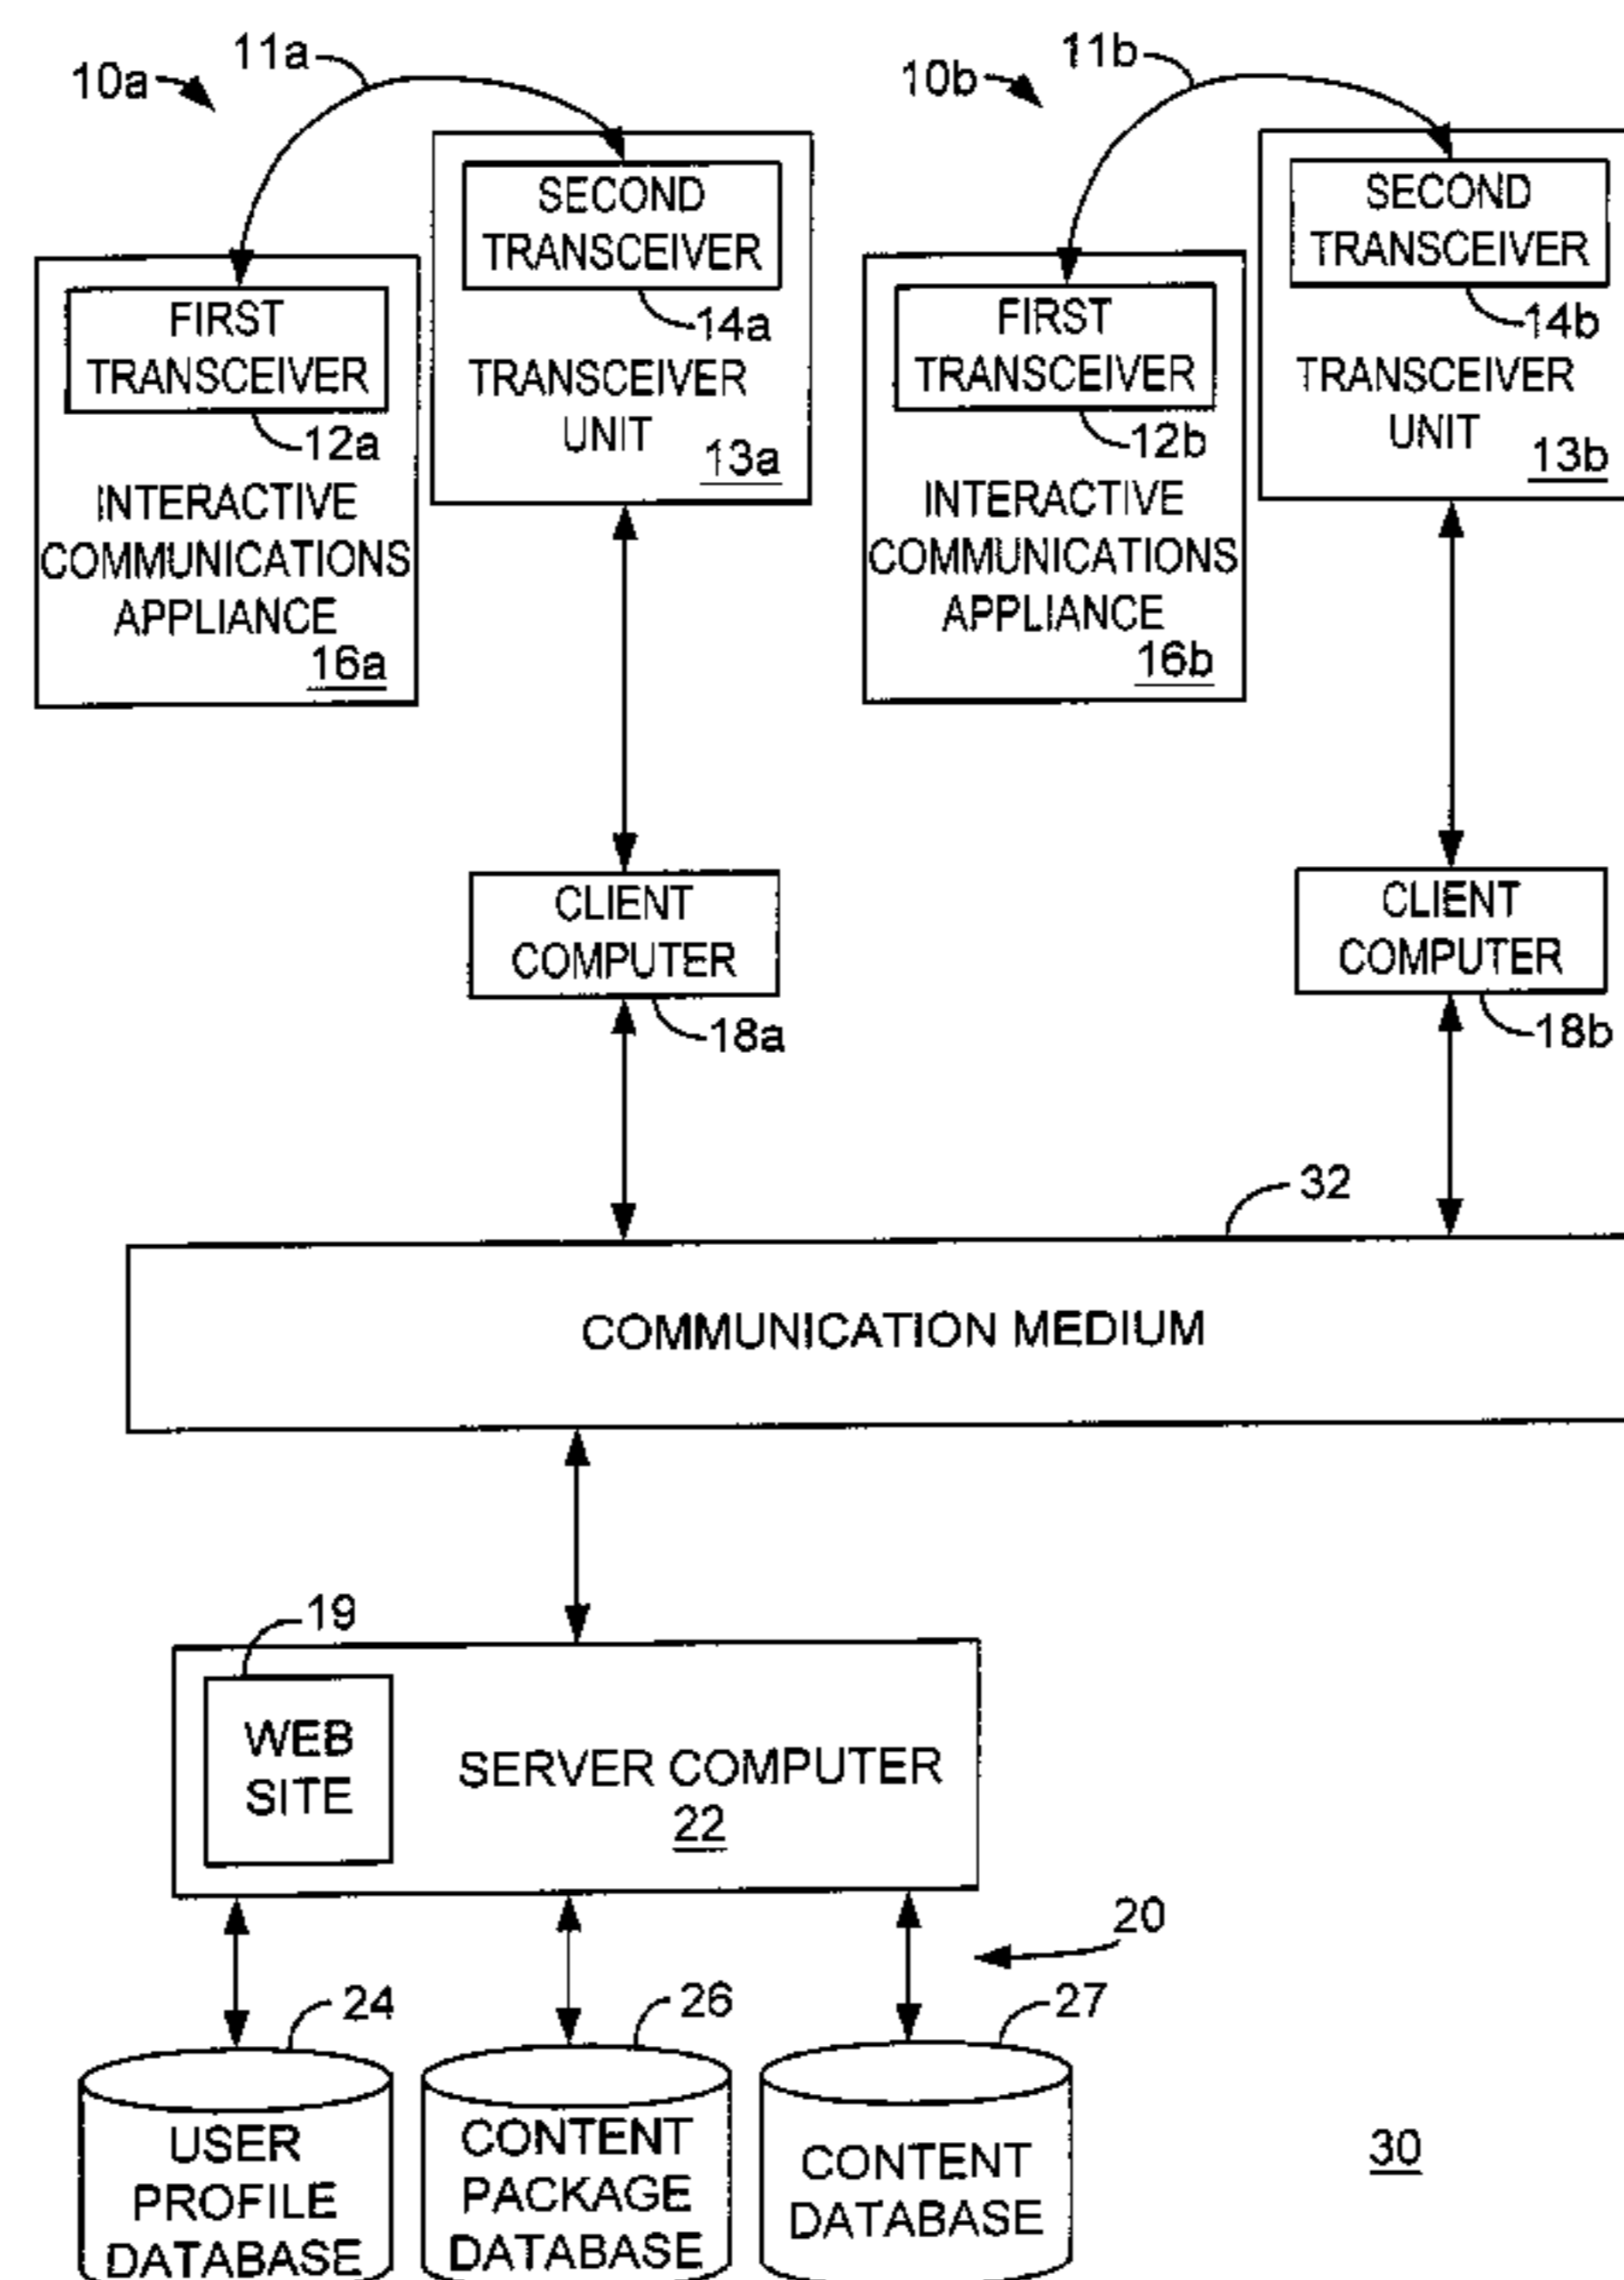 11a
10a
SECOND
TRANSCEIVER
14a
FIRST
TRANSCEIVER
12a
TRANSCEIVER
UNIT
13a
INTERACTIVE
COMMUNICATIONS
APPLIANCE
16a
11b
10b
SECOND
TRANSCEIVER
14b
FIRST
TRANSCEIVER
12b
TRANSCEIVER
UNIT
13b
INTERACTIVE
COMMUNICATIONS
APPLIANCE
16b
CLIENT
COMPUTER
18a
CLIENT
COMPUTER
18b
32
COMMUNICATION MEDIUM
19
WEB
SITE
SERVER COMPUTER
22
20
24
26
27
USER
PROFILE
DATABASE
CONTENT
PACKAGE
DATABASE
CONTENT
DATABASE
30